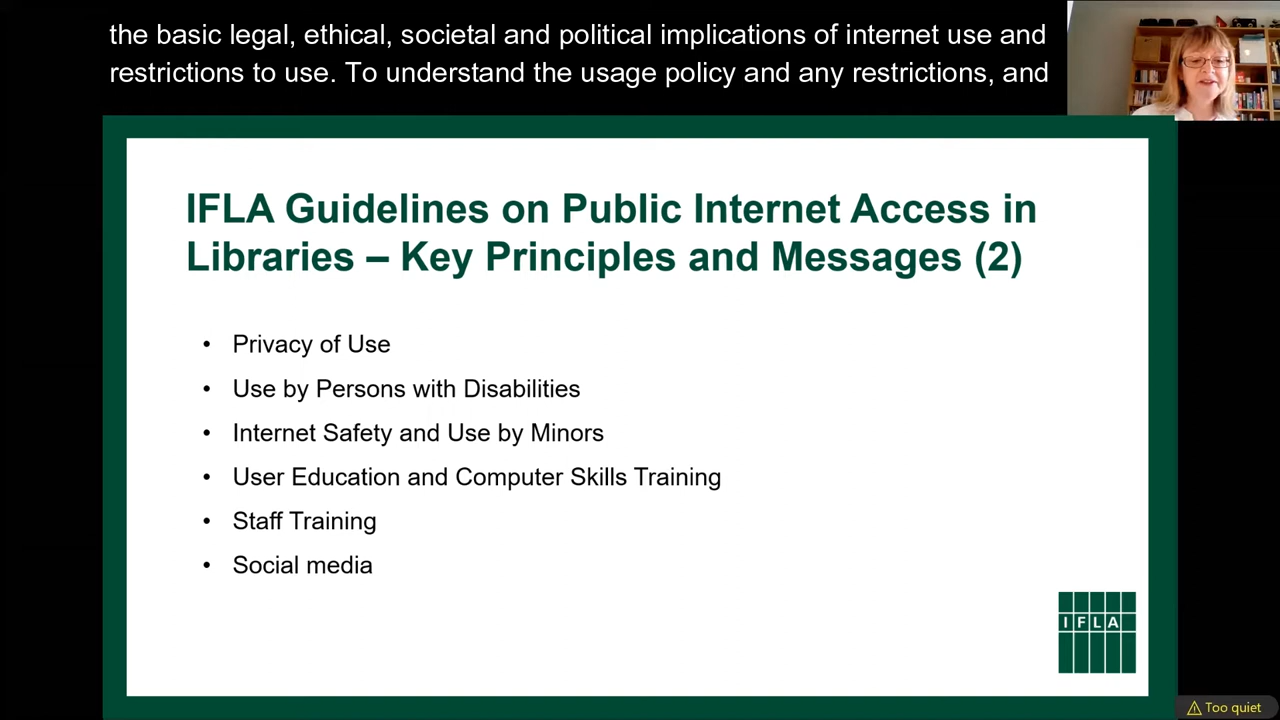 the basic legal, ethical, societal and political implications of internet use and
restrictions to use. To understand the usage policy and any restrictions, and
IFLA Guidelines on Public Internet Access in
Libraries – Key Principles and Messages (2)
• Privacy of Use
• Use by Persons with Disabilities
• Internet Safety and Use by Minors
• User Education and Computer Skills Training
• Staff Training
• Social media
IFLA
Too quiet